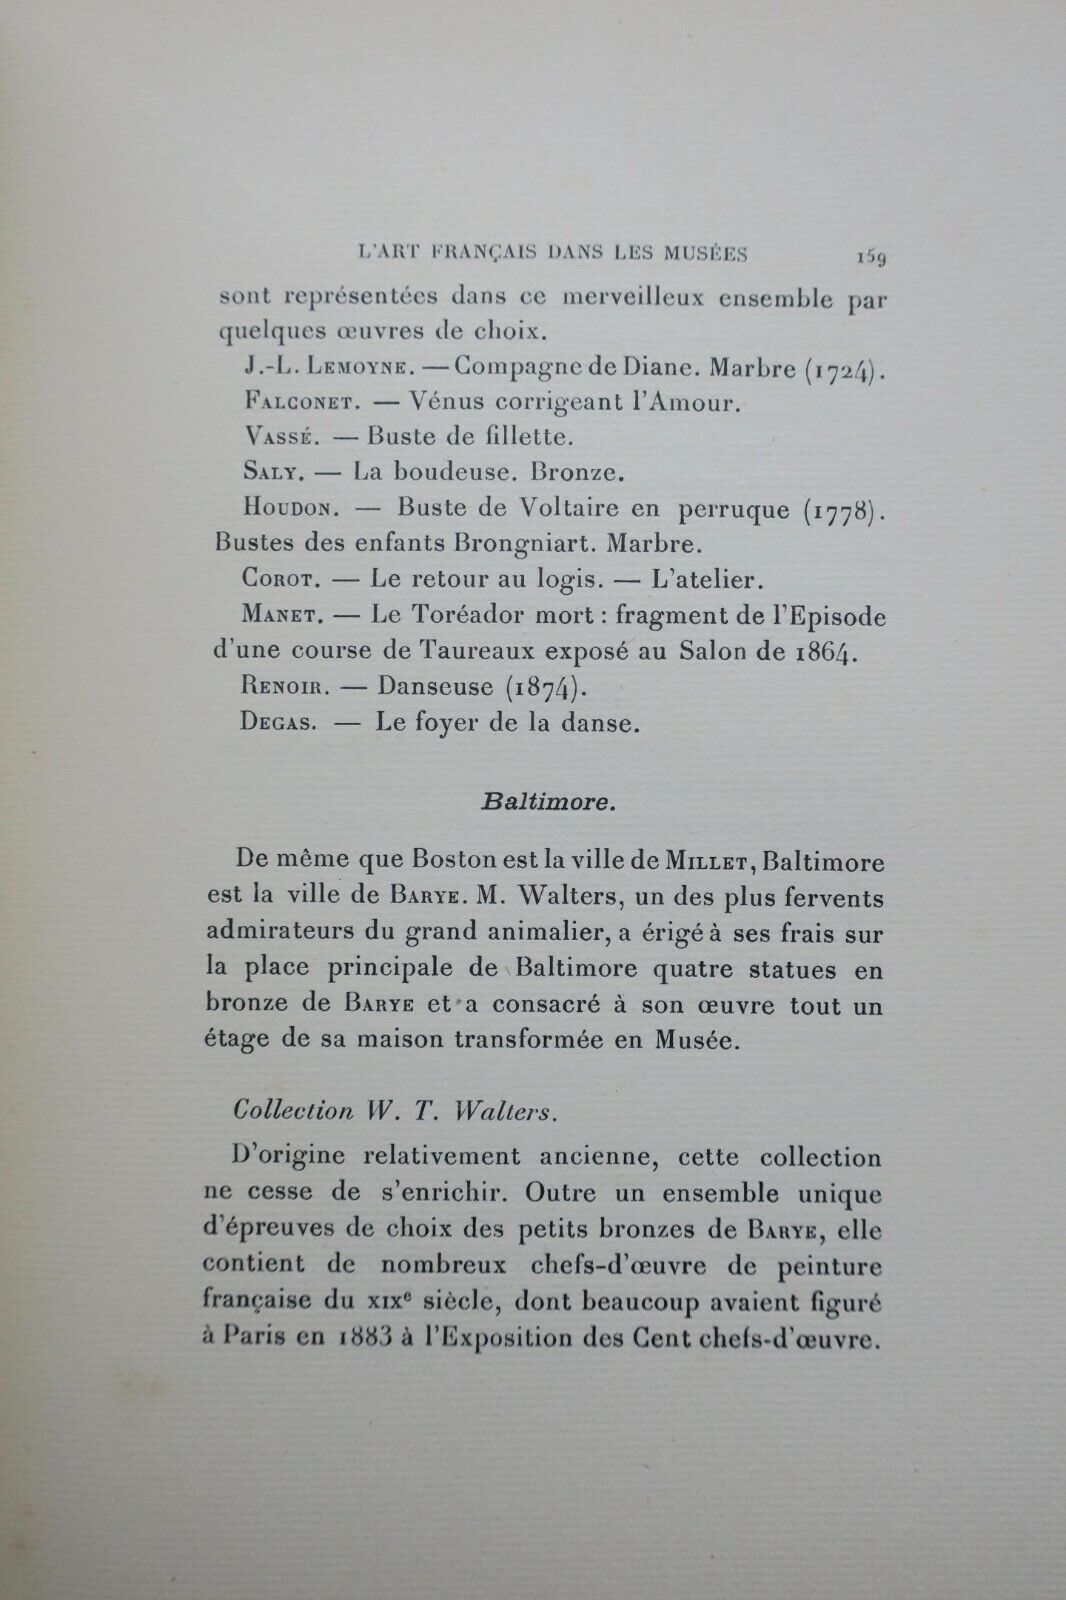 L'ART FRANÇAIS DANS LES MUSÉES 159
sont représentées dans ce merveilleux ensemble par
quelques œuvres de choix.
J.-L. LEMOYNE. — Compagne de Diane. Marbre (1724).
FALCONET. — Vénus corrigeant l'Amour.
VASSÉ. — Buste de fillette.
SALY. — La boudeuse. Bronze.
HOUDON. — Buste de Voltaire en perruque (1778).
Bustes des enfants Brongniart. Marbre.
COROT. — Le retour au logis. — L'atelier.
MANET. — Le Toréador mort : fragment de l'Episode
d'une course de Taureaux exposé au Salon de 1864.
RENOIR. — Danseuse (1874).
DEGAS. — Le foyer de la danse.
Baltimore.
De même que Boston est la ville de MILLET, Baltimore
est la ville de BARYE. M. Walters, un des plus fervents
admirateurs du grand animalier, a érigé à ses frais sur
la place principale de Baltimore quatre statues en
bronze de BARYE et a consacré à son œuvre tout un
étage de sa maison transformée en Musée.
Collection W. T. Walters.
D'origine relativement ancienne, cette collection
ne cesse de s'enrichir. Outre un ensemble unique
d'épreuves de choix des petits bronzes de BARYE, elle
contient de nombreux chefs-d'œuvre de peinture
française du XIXe siècle, dont beaucoup avaient figuré
à Paris en 1883 à l'Exposition des Cent chefs-d'œuvre.